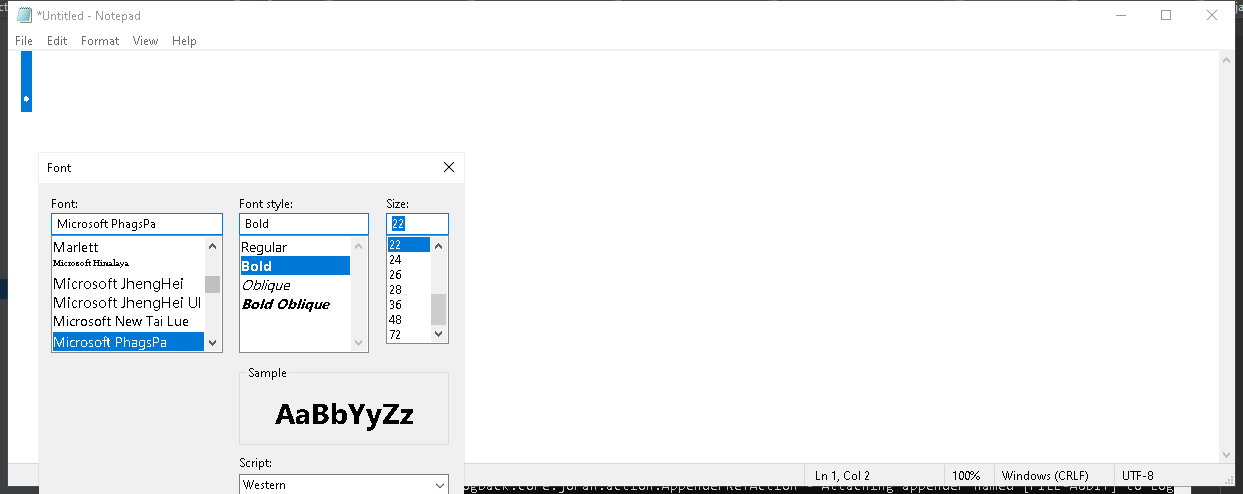 *Untitled - Notepad
File Edit Format View Help
Font
Font: Font style: Size:
Microsoft PhagsPa Bold 22
Marlett Regular 22
Microsoft Himalaya Bold 24
Microsoft JhengHei Oblique 26
Microsoft JhengHei UI Bold Oblique 28
Microsoft New Tai Lue 36
Microsoft PhagsPa 48
72
Sample
AaBbYyZz
Script:
Western
Ln 1, Col 2 100% Windows (CRLF) UTF-8